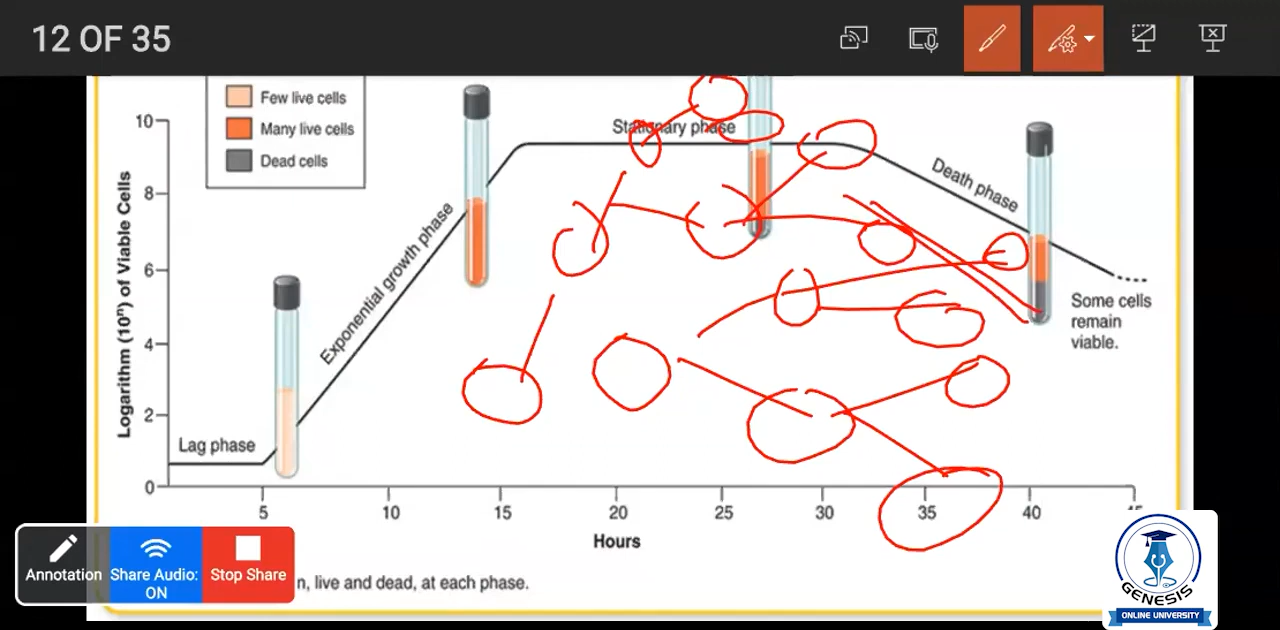 12 OF 35
Few live cells
Many live cells
Dead cells
Logarithm (10ⁿ) of Viable Cells
10
8
6
4
2
0
Lag phase
Exponential growth phase
Stationary phase
Death phase
Some cells
remain
viable.
5 10 15 20 25 30 35 40 45
Hours
n, live and dead, at each phase.
Annotation
Share Audio:
ON
Stop Share
GENESIS
ONLINE UNIVERSITY